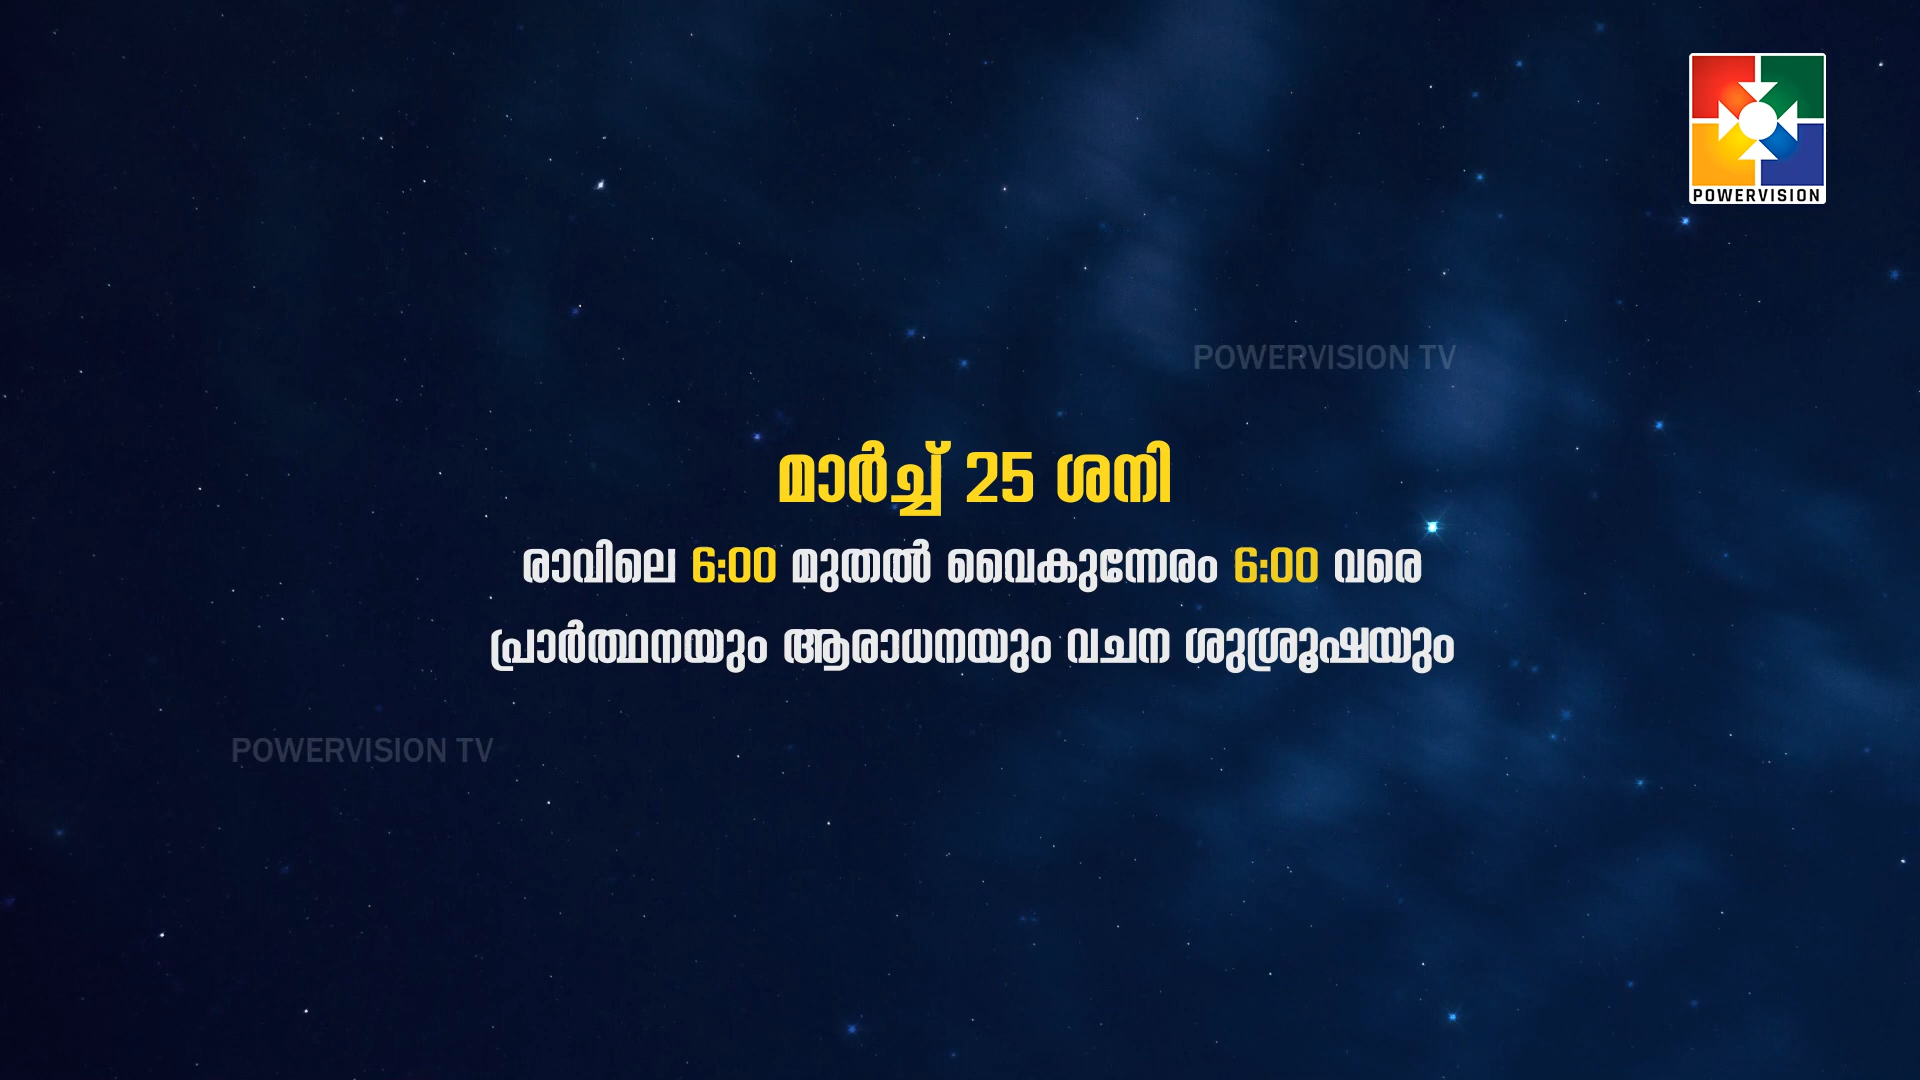 POWERVISION
POWERVISION TV
മാർച്ച് 25 ശനി
രാവിലെ 6:00 മുതൽ വൈകുന്നേരം 6:00 വരെ
പ്രാർത്ഥനയും ആരാധനയും വചന ശുശ്രൂഷയും
POWERVISION TV